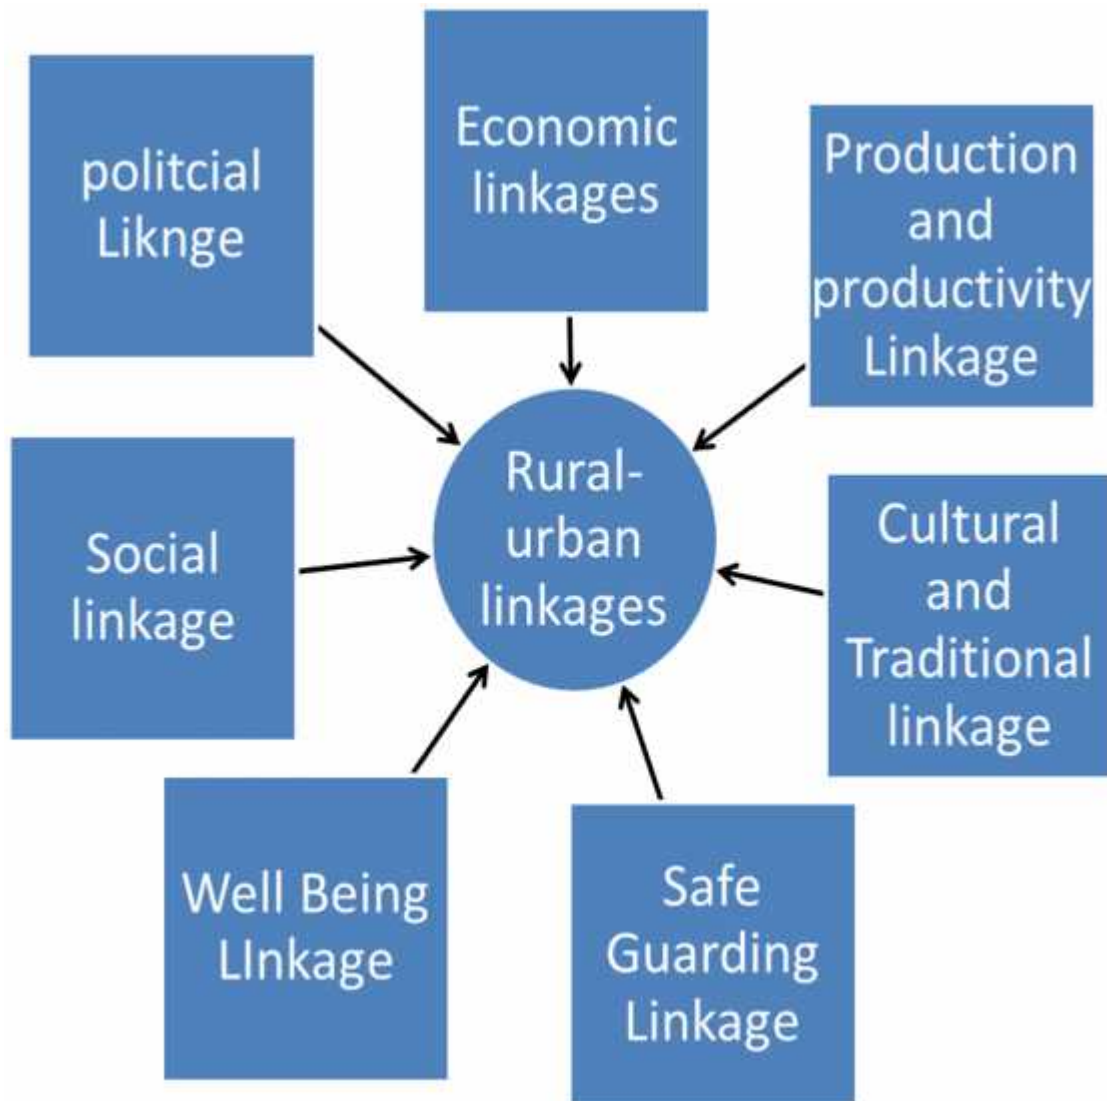 politcial
Liknge
Economic
linkages
Production
and
productivity
Linkage
Social
linkage
Rural-
urban
linkages
Cultural
and
Traditional
linkage
Well Being
LInkage
Safe
Guarding
Linkage